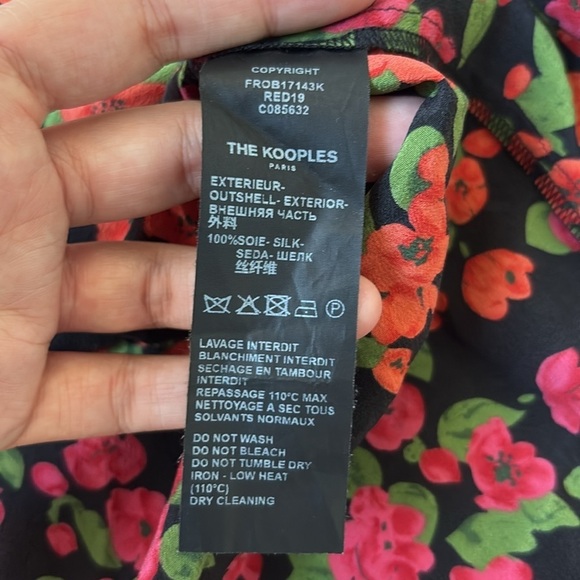 COPYRIGHT
FROB17143K
RED19
C085632
THE KOOPLES
PARIS
EXTERIEUR-
OUTSHELL- EXTERIOR-
ВНЕШНЯЯ ЧАСТЬ
外料
100%SOIE- SILK-
SEDA- ШЕЛК
丝纤维
P
LAVAGE INTERDIT
BLANCHIMENT INTERDIT
SECHAGE EN TAMBOUR
INTERDIT
REPASSAGE 110°C MAX
NETTOYAGE A SEC TOUS
SOLVANTS NORMAUX
DO NOT WASH
DO NOT BLEACH
DO NOT TUMBLE DRY
IRON - LOW HEAT
(110°C)
DRY CLEANING